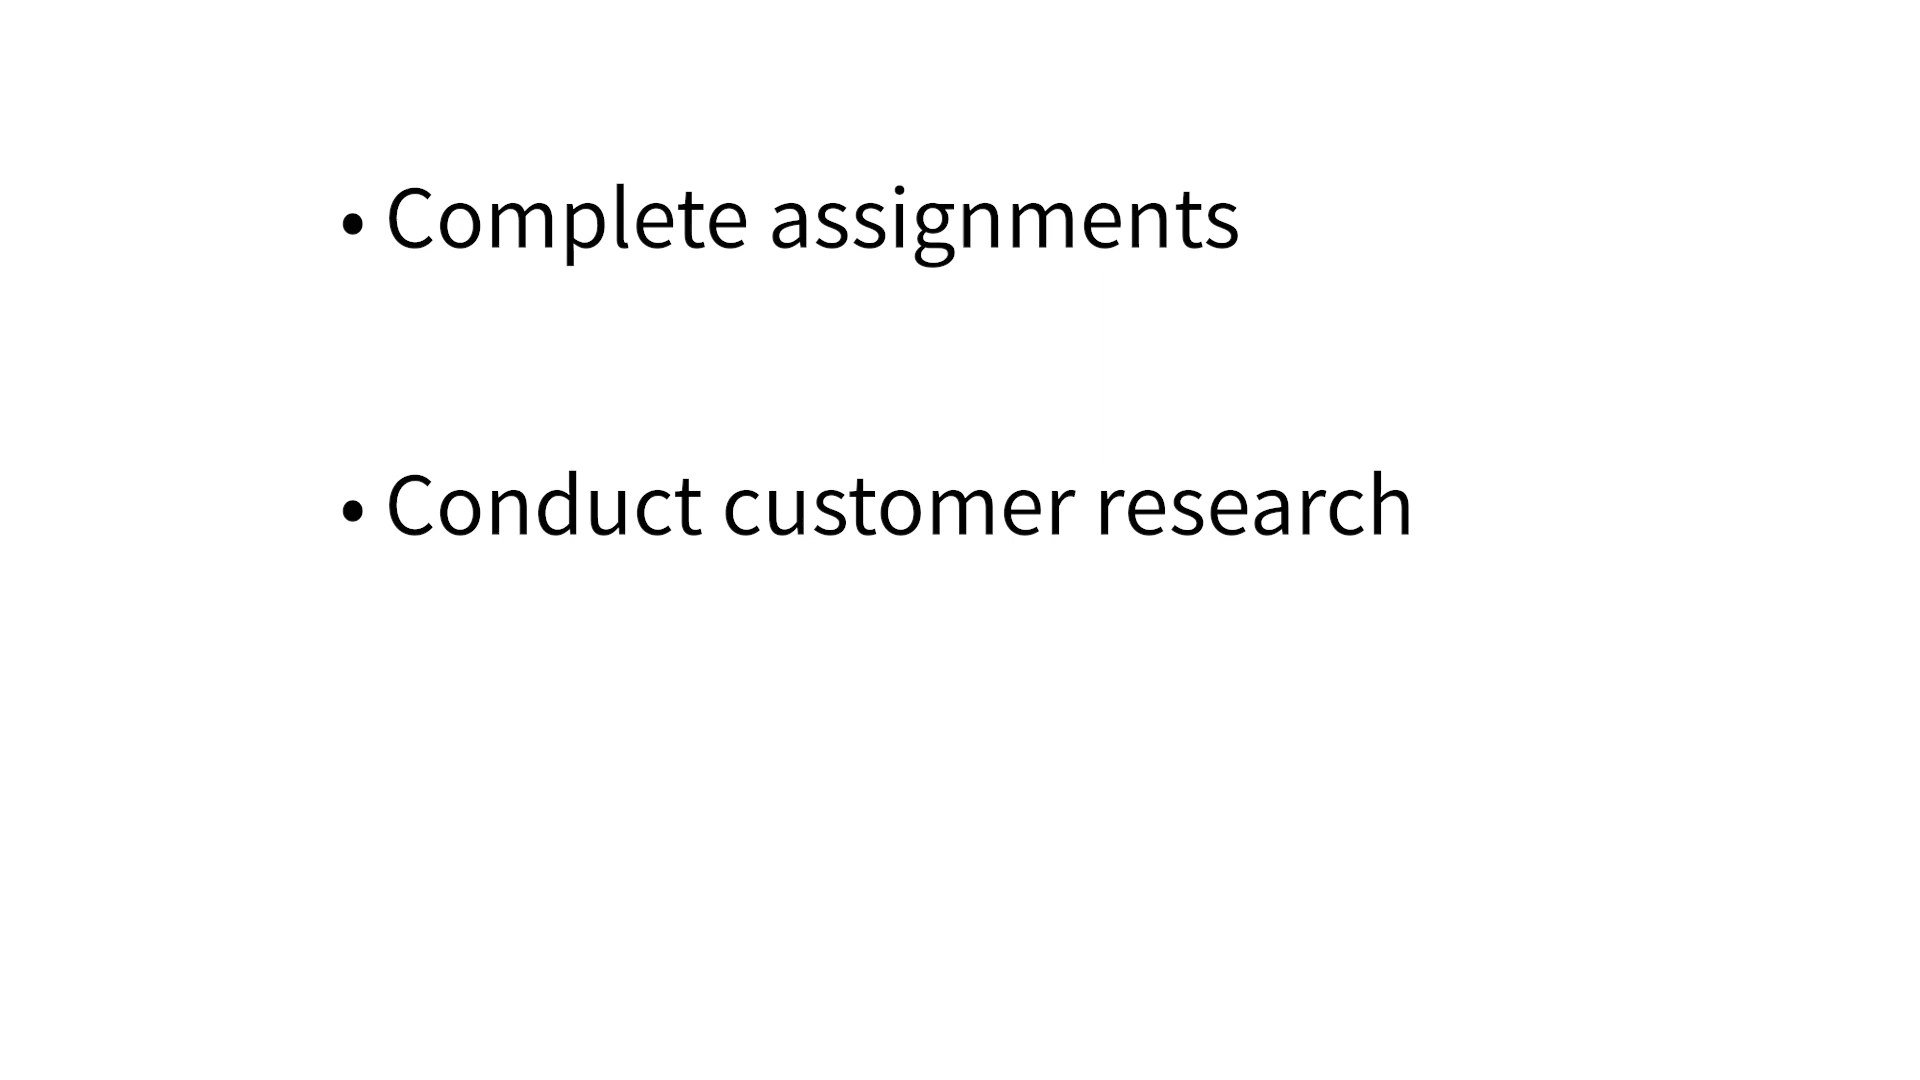 • Complete assignments
• Conduct customer research